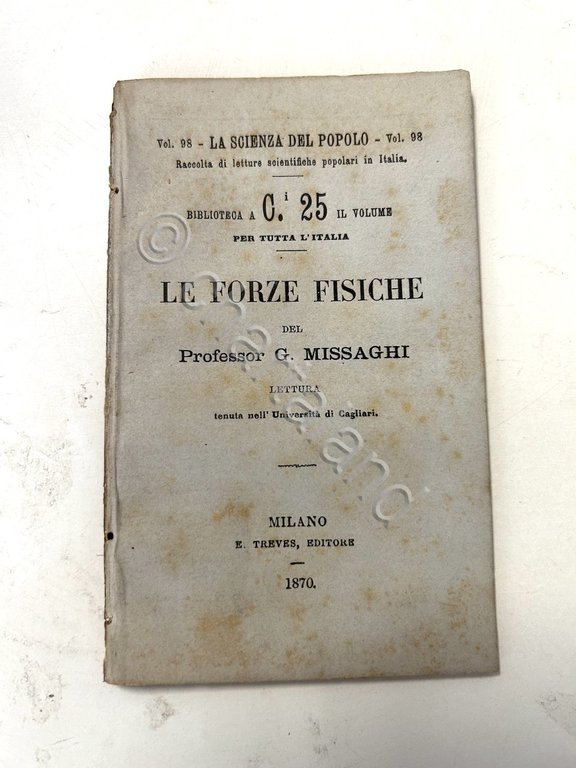 Vol. 98 - LA SCIENZA DEL POPOLO - Vol. 98
Raccolta di letture scientifiche popolari in Italia.
BIBLIOTECA A C.i 25 IL VOLUME
PER TUTTA L'ITALIA
LE FORZE FISICHE
DEL
Professor G. MISSAGHI
LETTURA
tenuta nell' Università di Cagliari.
MILANO
E. TREVES, EDITORE
1870.